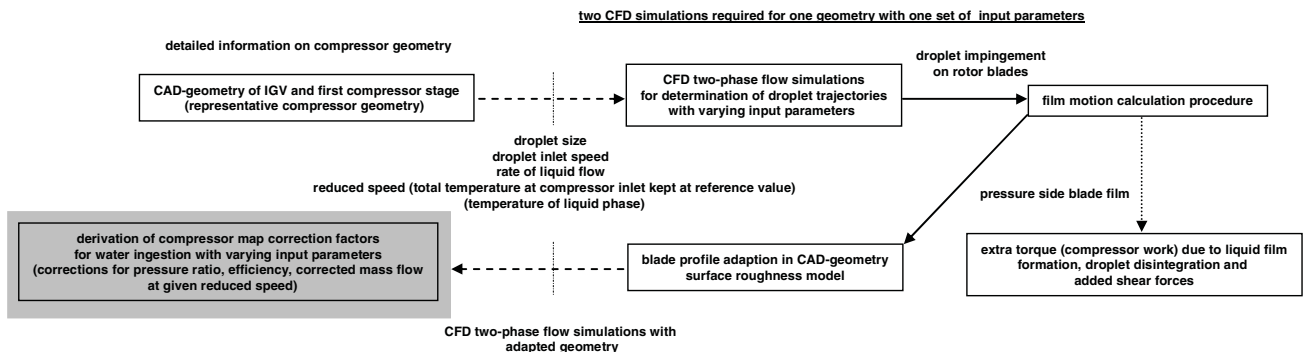 two CFD simulations required for one geometry with one set of input parameters
detailed information on compressor geometry
droplet impingement
on rotor blades
CAD-geometry of IGV and first compressor stage
(representative compressor geometry)
CFD two-phase flow simulations
for determination of droplet trajectories
with varying input parameters
film motion calculation procedure
droplet size
droplet inlet speed
rate of liquid flow
reduced speed (total temperature at compressor inlet kept at reference value)
(temperature of liquid phase)
pressure side blade film
derivation of compressor map correction factors
for water ingestion with varying input parameters
(corrections for pressure ratio, efficiency, corrected mass flow
at given reduced speed)
blade profile adaption in CAD-geometry
surface roughness model
extra torque (compressor work) due to liquid film
formation, droplet disintegration and
added shear forces
CFD two-phase flow simulations with
adapted geometry